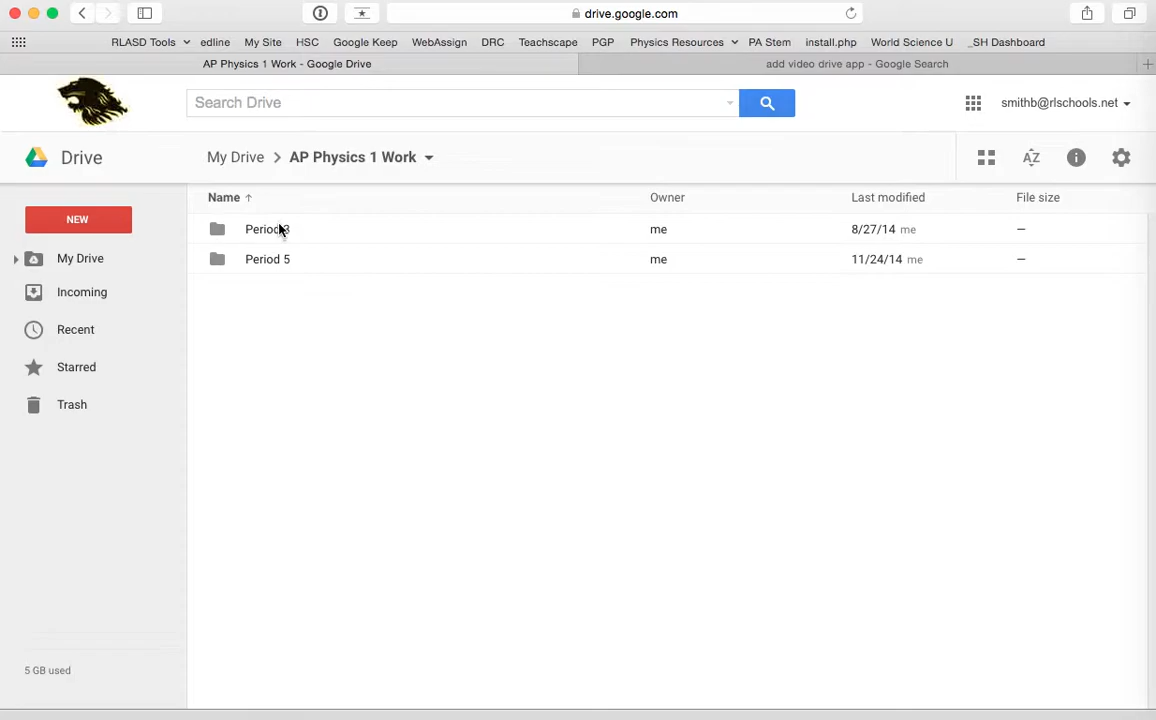 drive.google.com
RLASD Tools edline My Site HSC Google Keep WebAssign DRC Teachscape PGP Physics Resources PA Stem install.php World Science U _SH Dashboard
AP Physics 1 Work - Google Drive add video drive app - Google Search
Search Drive smithb@rlschools.net
Drive My Drive > AP Physics 1 Work
Name Owner Last modified File size
NEW
Period 3 me 8/27/14 me –
Period 5 me 11/24/14 me –
My Drive
Incoming
Recent
Starred
Trash
5 GB used